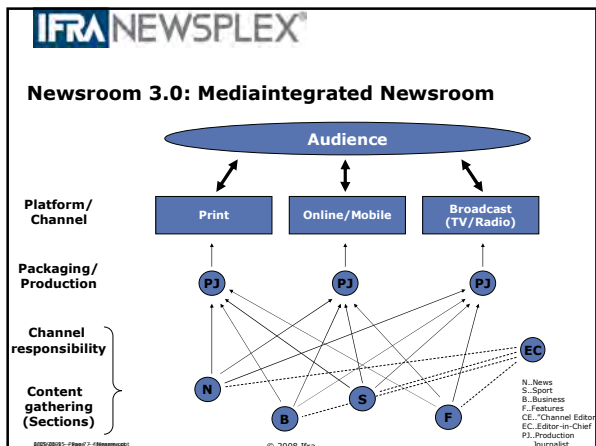 IFRA NEWSPLEX®
Newsroom 3.0: Mediaintegrated Newsroom
Audience
Platform/
Channel
Print
Online/Mobile
Broadcast
(TV/Radio)
Packaging/
Production
PJ
PJ
PJ
Channel
responsibility
EC
Content
gathering
(Sections)
N
B
S
F
N..News
S..Sport
B..Business
F..Features
CE.."Channel Editor
EC..Editor-in-Chief
PJ..Production
Journalist
© 2008 Ifra